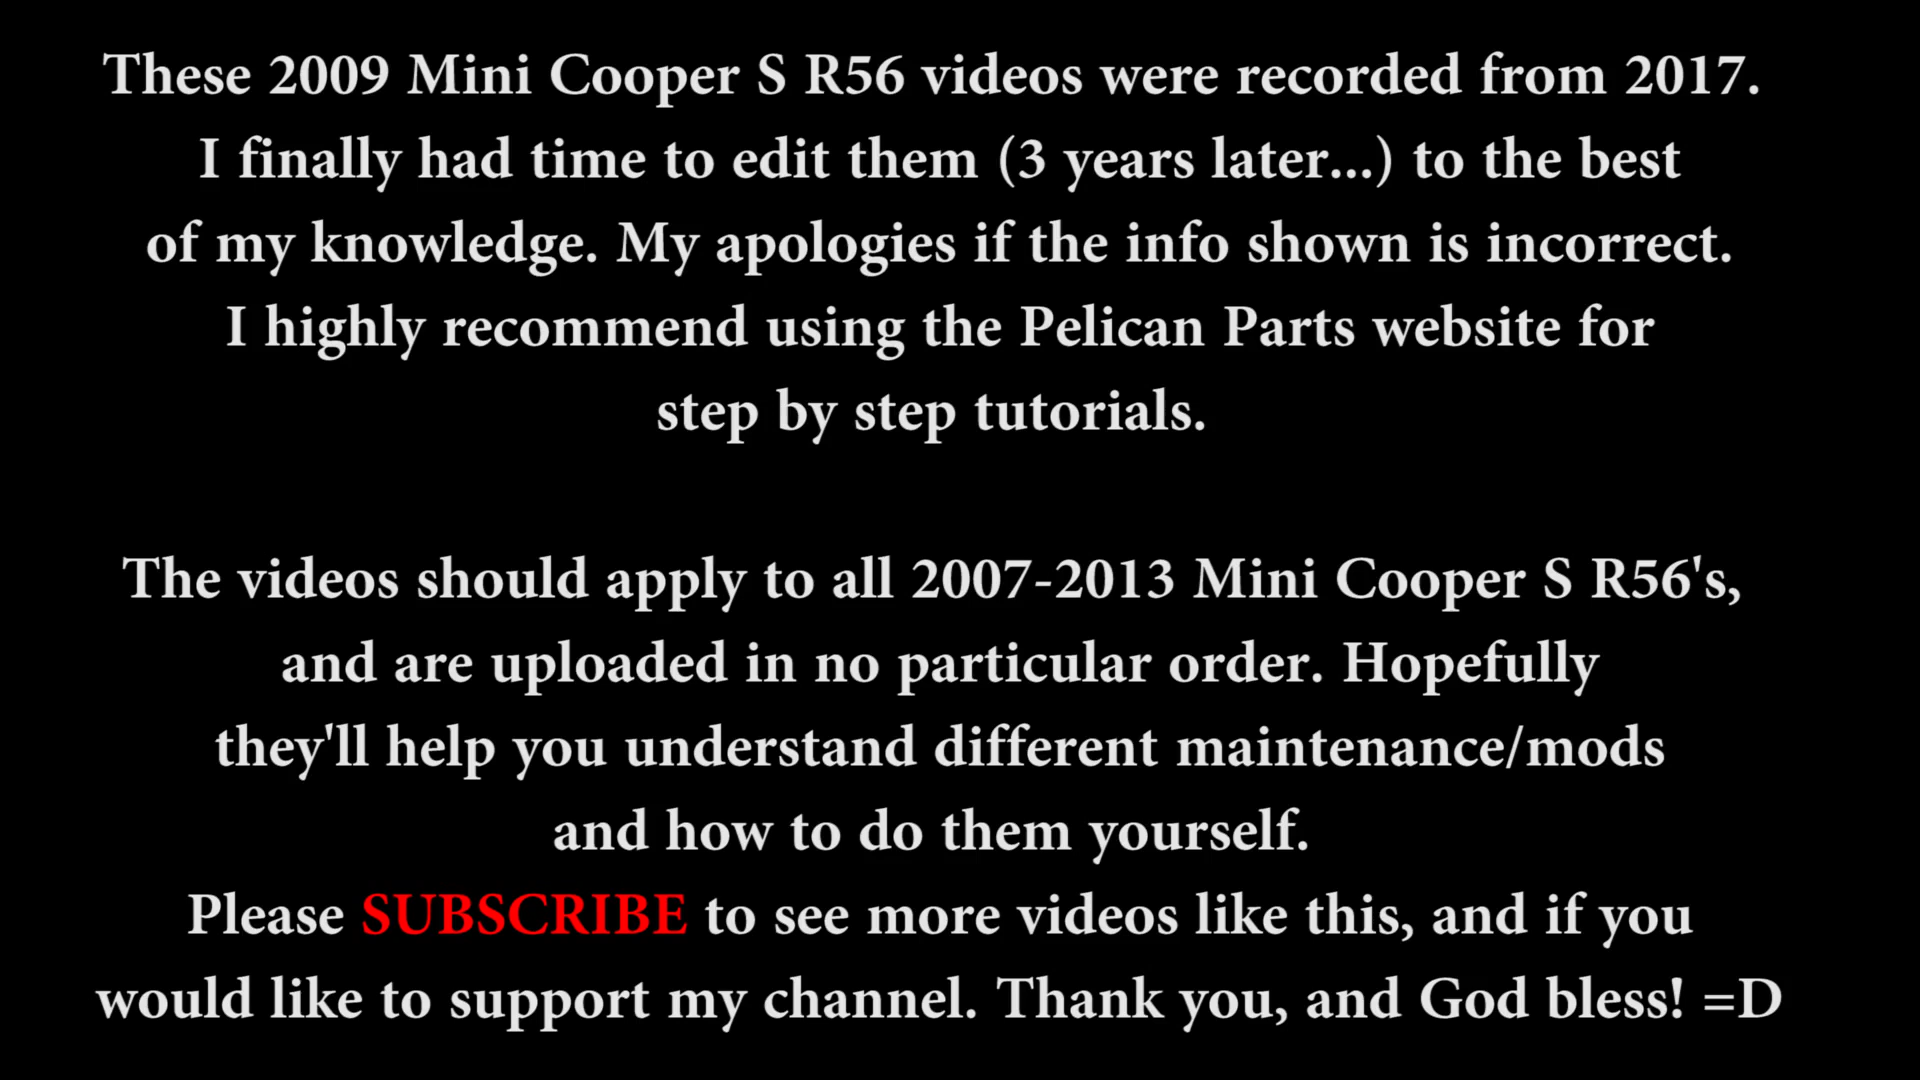 These 2009 Mini Cooper S R56 videos were recorded from 2017.
I finally had time to edit them (3 years later...) to the best
of my knowledge. My apologies if the info shown is incorrect.
I highly recommend using the Pelican Parts website for
step by step tutorials.
The videos should apply to all 2007-2013 Mini Cooper S R56's,
and are uploaded in no particular order. Hopefully
they'll help you understand different maintenance/mods
and how to do them yourself.
Please SUBSCRIBE to see more videos like this, and if you
would like to support my channel. Thank you, and God bless! =D